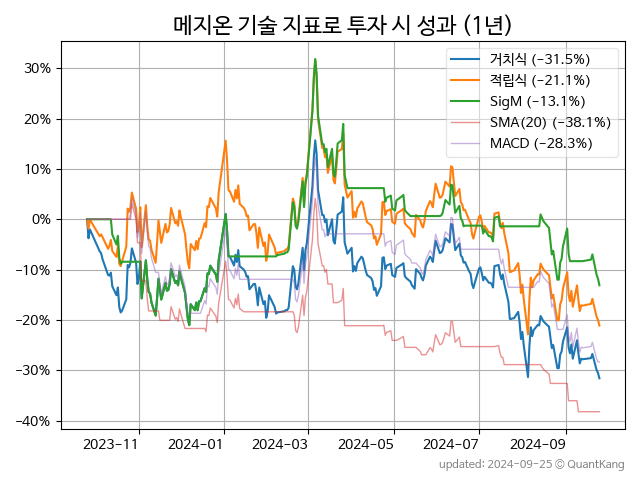 메지온 기술 지표로 투자 시 성과 (1년)
거치식 (−31.5%)
적립식 (−21.1%)
SigM (−13.1%)
SMA(20) (−38.1%)
MACD (−28.3%)
30%
20%
10%
0%
−10%
−20%
−30%
−40%
2023-11 2024-01 2024-03 2024-05 2024-07 2024-09
updated: 2024-09-25 © QuantKang